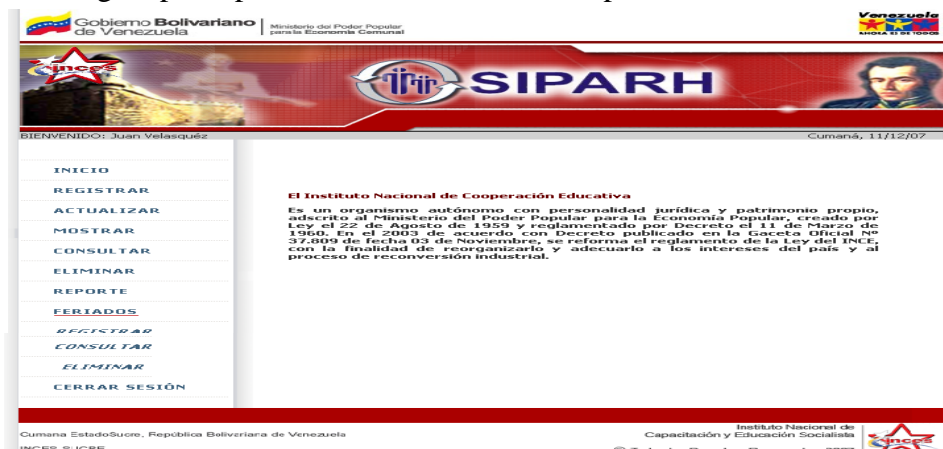 Gobierno Bolivariano
de Venezuela
Ministerio del Poder Popular
para la Economía Comunal
Venezuela
AHORA ES DE TODOS
inces
SIPARH
BIENVENIDO: Juan Velasquéz
Cumaná, 11/12/07
INICIO
REGISTRAR
ACTUALIZAR
MOSTRAR
CONSULTAR
ELIMINAR
REPORTE
FERIADOS
REGISTRAR
CONSULTAR
ELIMINAR
CERRAR SESIÓN
El Instituto Nacional de Cooperación Educativa
Es un organismo autónomo con personalidad jurídica y patrimonio propio,
adscrito al Ministerio del Poder Popular para la Economía Popular, creado por
Ley el 22 de Agosto de 1959 y reglamentado por Decreto el 11 de Marzo de
1960. En el 2003 de acuerdo con Decreto publicado en la Gaceta Oficial Nº
37.809 de fecha 03 de Noviembre, se reforma el reglamento de la Ley del INCE,
con la finalidad de reorganizarlo y adecuarlo a los intereses del país y al
proceso de reconversión industrial.
Cumana EstadoSucre, República Bolivariana de Venezuela
INCES SUCRE
Instituto Nacional de
Capacitación y Educación Socialista
inces